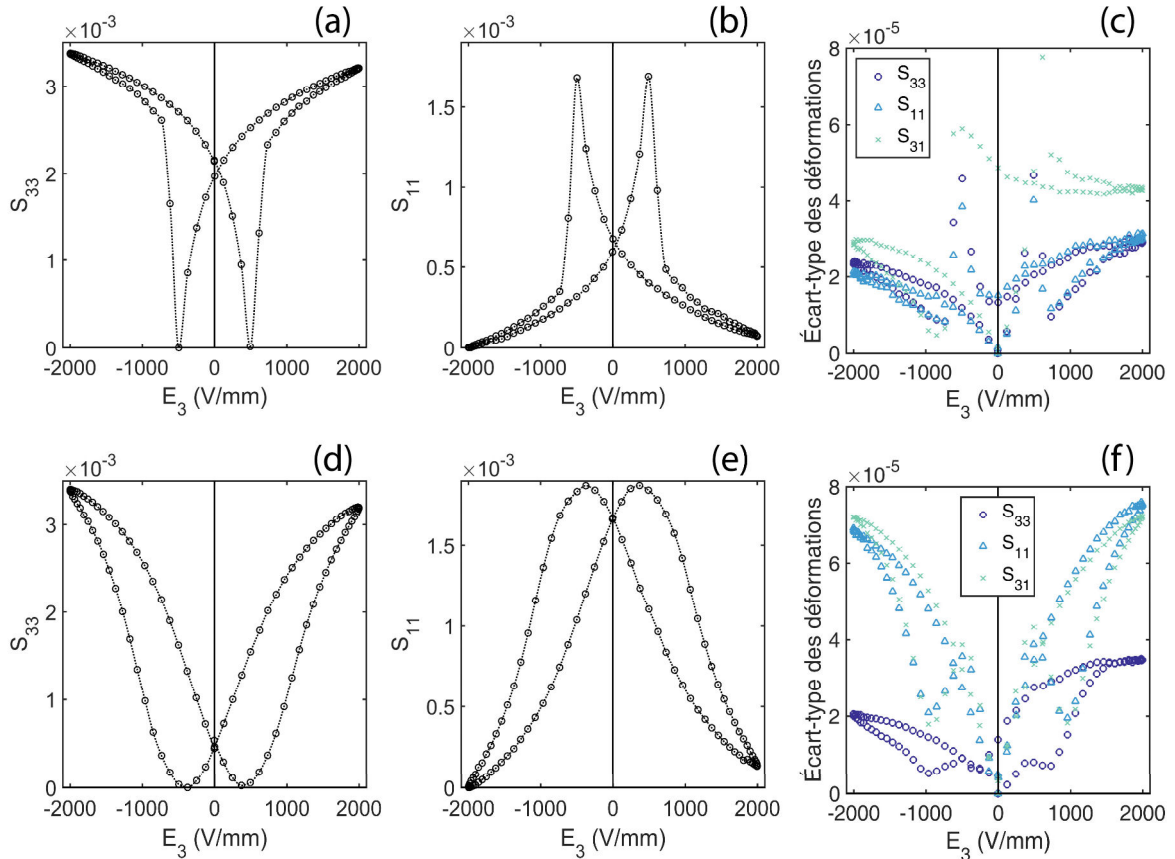 (a)
×10⁻³
3
2
1
0
-2000
-1000
0
1000
2000
S₃₃
E₃ (V/mm)
(b)
×10⁻³
1.5
1
0.5
0
-2000
-1000
0
1000
2000
S₁₁
E₃ (V/mm)
(c)
×10⁻⁵
8
6
4
2
0
-2000
-1000
0
1000
2000
S₃₃
S₁₁
S₃₁
Écart-type des déformations
E₃ (V/mm)
(d)
×10⁻³
3
2
1
0
-2000
-1000
0
1000
2000
S₃₃
E₃ (V/mm)
(e)
×10⁻³
1.5
1
0.5
0
-2000
-1000
0
1000
2000
S₁₁
E₃ (V/mm)
(f)
×10⁻⁵
8
6
4
2
0
-2000
-1000
0
1000
2000
S₃₃
S₁₁
S₃₁
Écart-type des déformations
E₃ (V/mm)